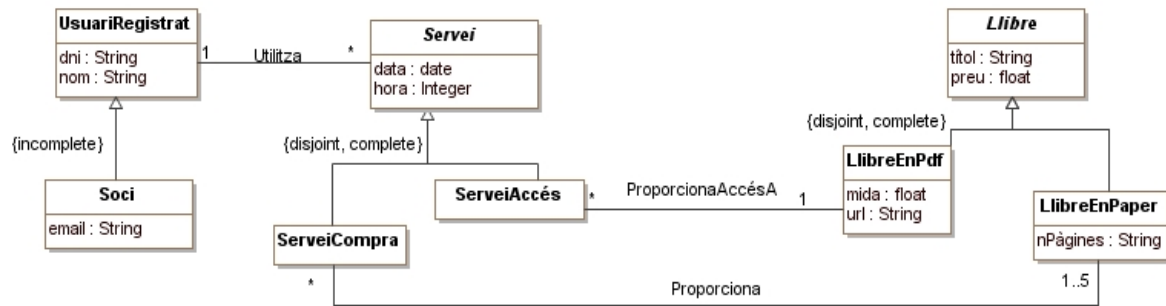 UsuariRegistrat
dni : String
nom : String
1
Utilitza
*
Servei
data : date
hora : Integer
Llibre
títol : String
preu : float
{incomplete}
{disjoint, complete}
{disjoint, complete}
Soci
email : String
ServeiAccés
*
ProporcionaAccésA
1
LlibreEnPdf
mida : float
url : String
LlibreEnPaper
nPàgines : String
ServeiCompra
*
Proporciona
1..5